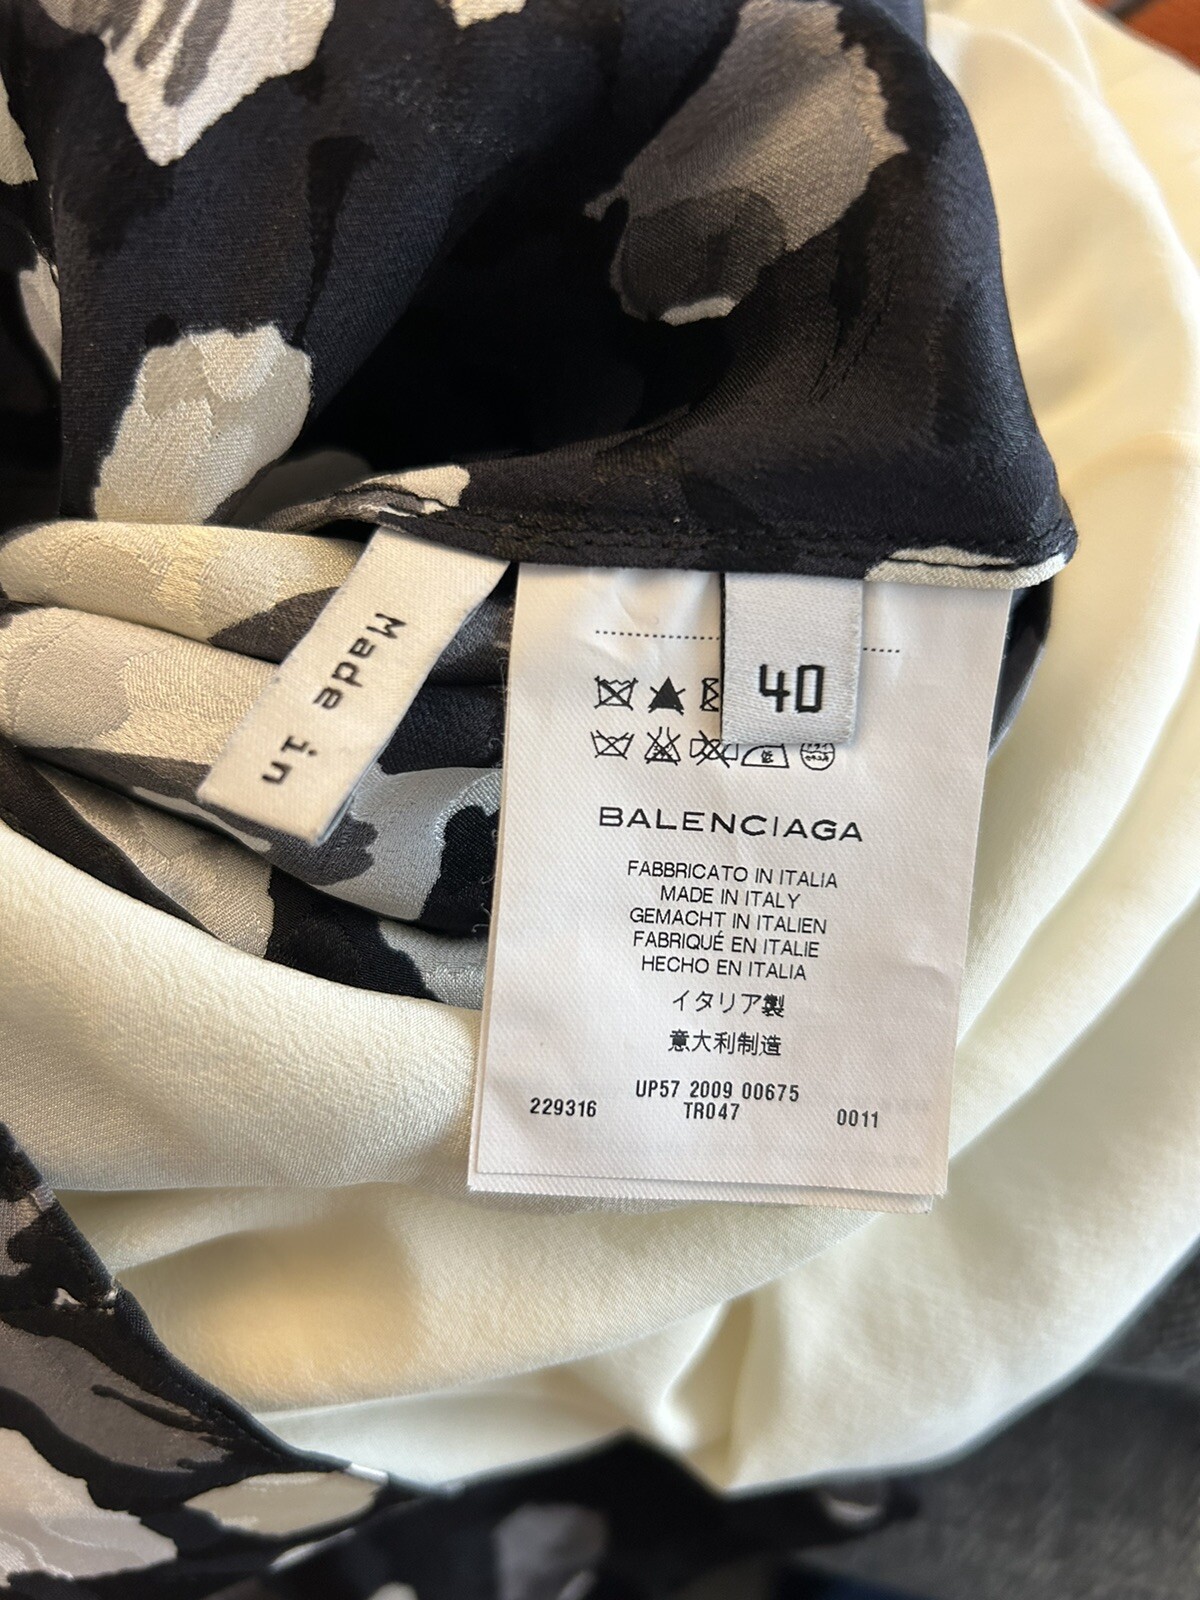 Made in
40
BALENCIAGA
FABBRICATO IN ITALIA
MADE IN ITALY
GEMACHT IN ITALIEN
FABRIQUÉ EN ITALIE
HECHO EN ITALIA
イタリア製
意大利制造
UP57 2009 00675
229316 TR047 0011